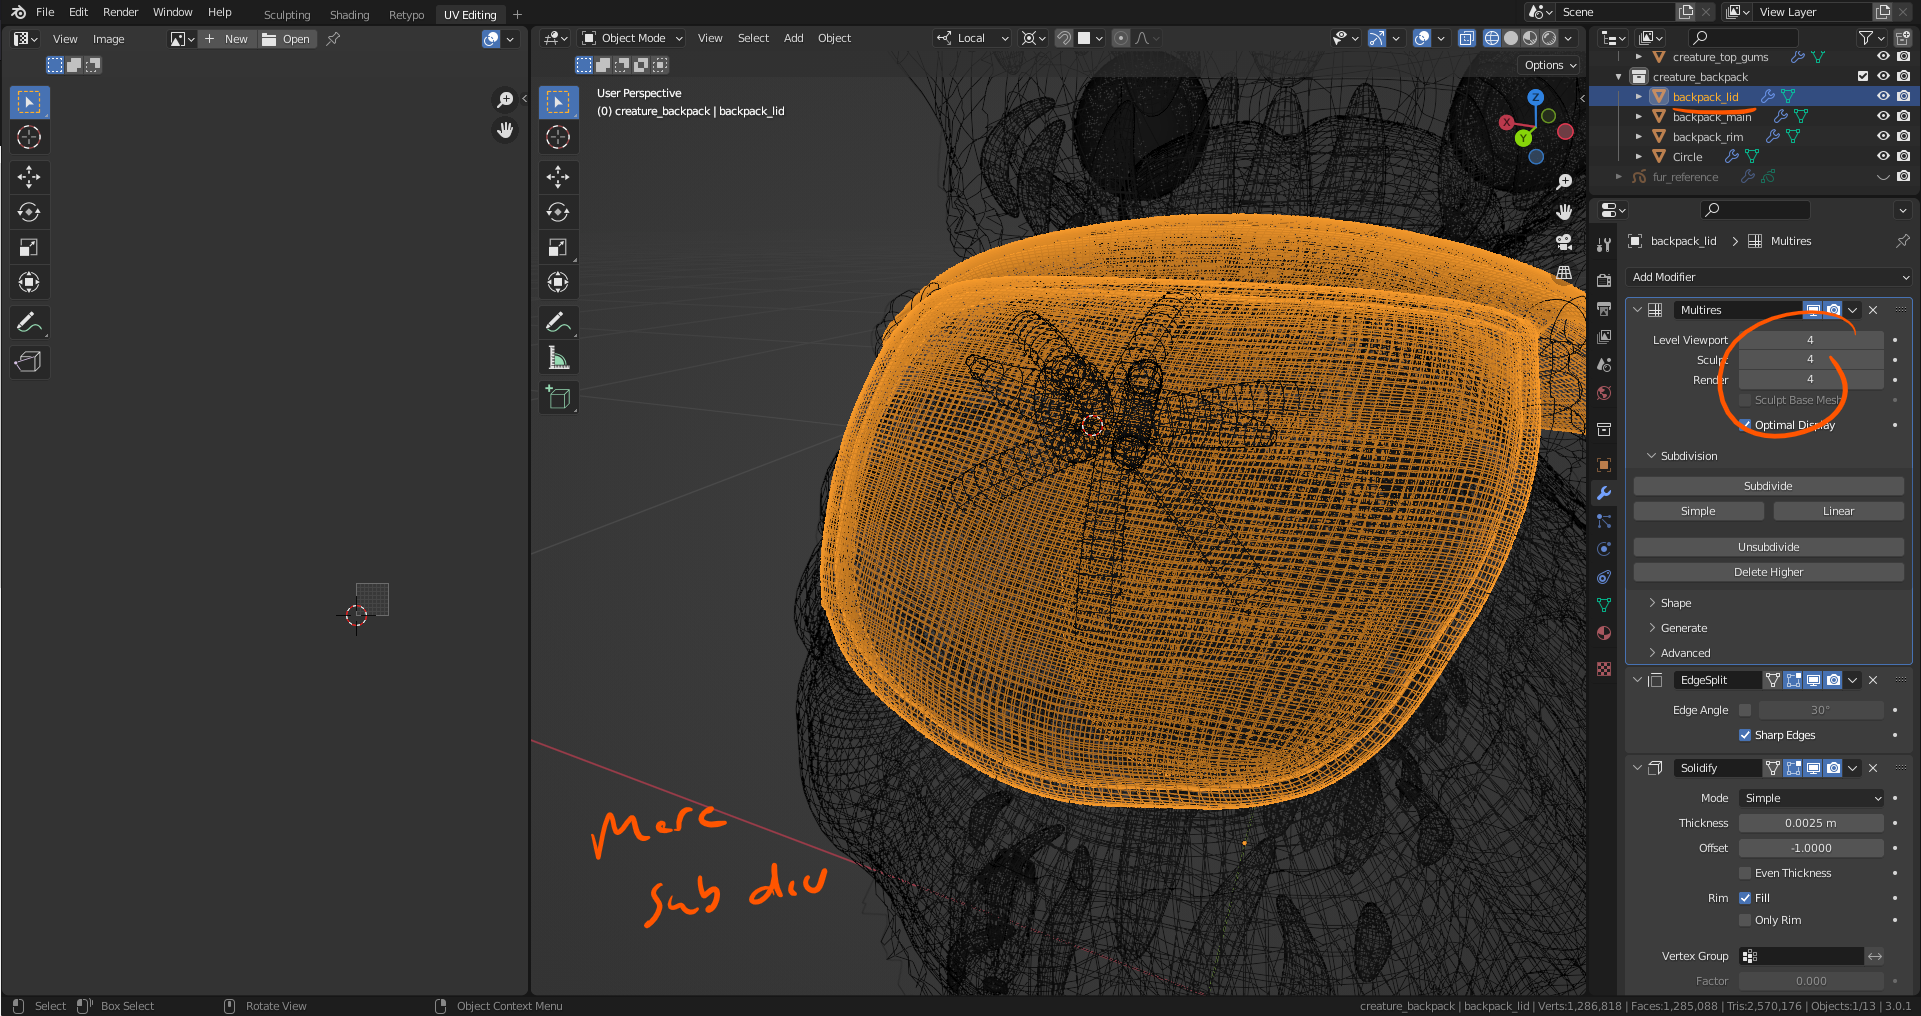 File Edit Render Window Help Sculpting Shading Retypo UV Editing +
Scene View Layer
View Image + New Open
Object Mode View Select Add Object Local
Options
User Perspective
(0) creature_backpack | backpack_lid
Z
X
Y
creature_top_gums
creature_backpack
backpack_lid
backpack_main
backpack_rim
Circle
fur_reference
backpack_lid > Multires
Add Modifier
Multires
Level Viewport 4
Sculpt 4
Render 4
Sculpt Base Mesh
Optimal Display
Subdivision
Subdivide
Simple Linear
Unsubdivide
Delete Higher
Shape
Generate
Advanced
EdgeSplit
Edge Angle 30°
Sharp Edges
Solidify
Mode Simple
Thickness 0.0025 m
Offset -1.0000
Even Thickness
Rim Fill
Only Rim
Vertex Group
Factor 0.000
More
Sub div
Select Box Select Rotate View Object Context Menu
creature_backpack | backpack_lid | Verts:1,286,818 | Faces:1,285,088 | Tris:2,570,176 | Objects:1/13 | 3.0.1